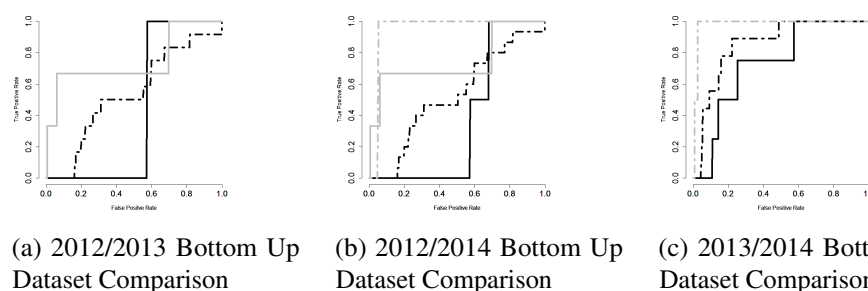 1.0
0.8
0.6
0.4
0.2
0.0
True Positive Rate
0.0 0.2 0.4 0.6 0.8 1.0
False Positive Rate
1.0
0.8
0.6
0.4
0.2
0.0
True Positive Rate
0.0 0.2 0.4 0.6 0.8 1.0
False Positive Rate
1.0
0.8
0.6
0.4
0.2
0.0
True Positive Rate
0.0 0.2 0.4 0.6 0.8 1.0
False Positive Rate
(a) 2012/2013 Bottom Up
Dataset Comparison
(b) 2012/2014 Bottom Up
Dataset Comparison
(c) 2013/2014
Dataset